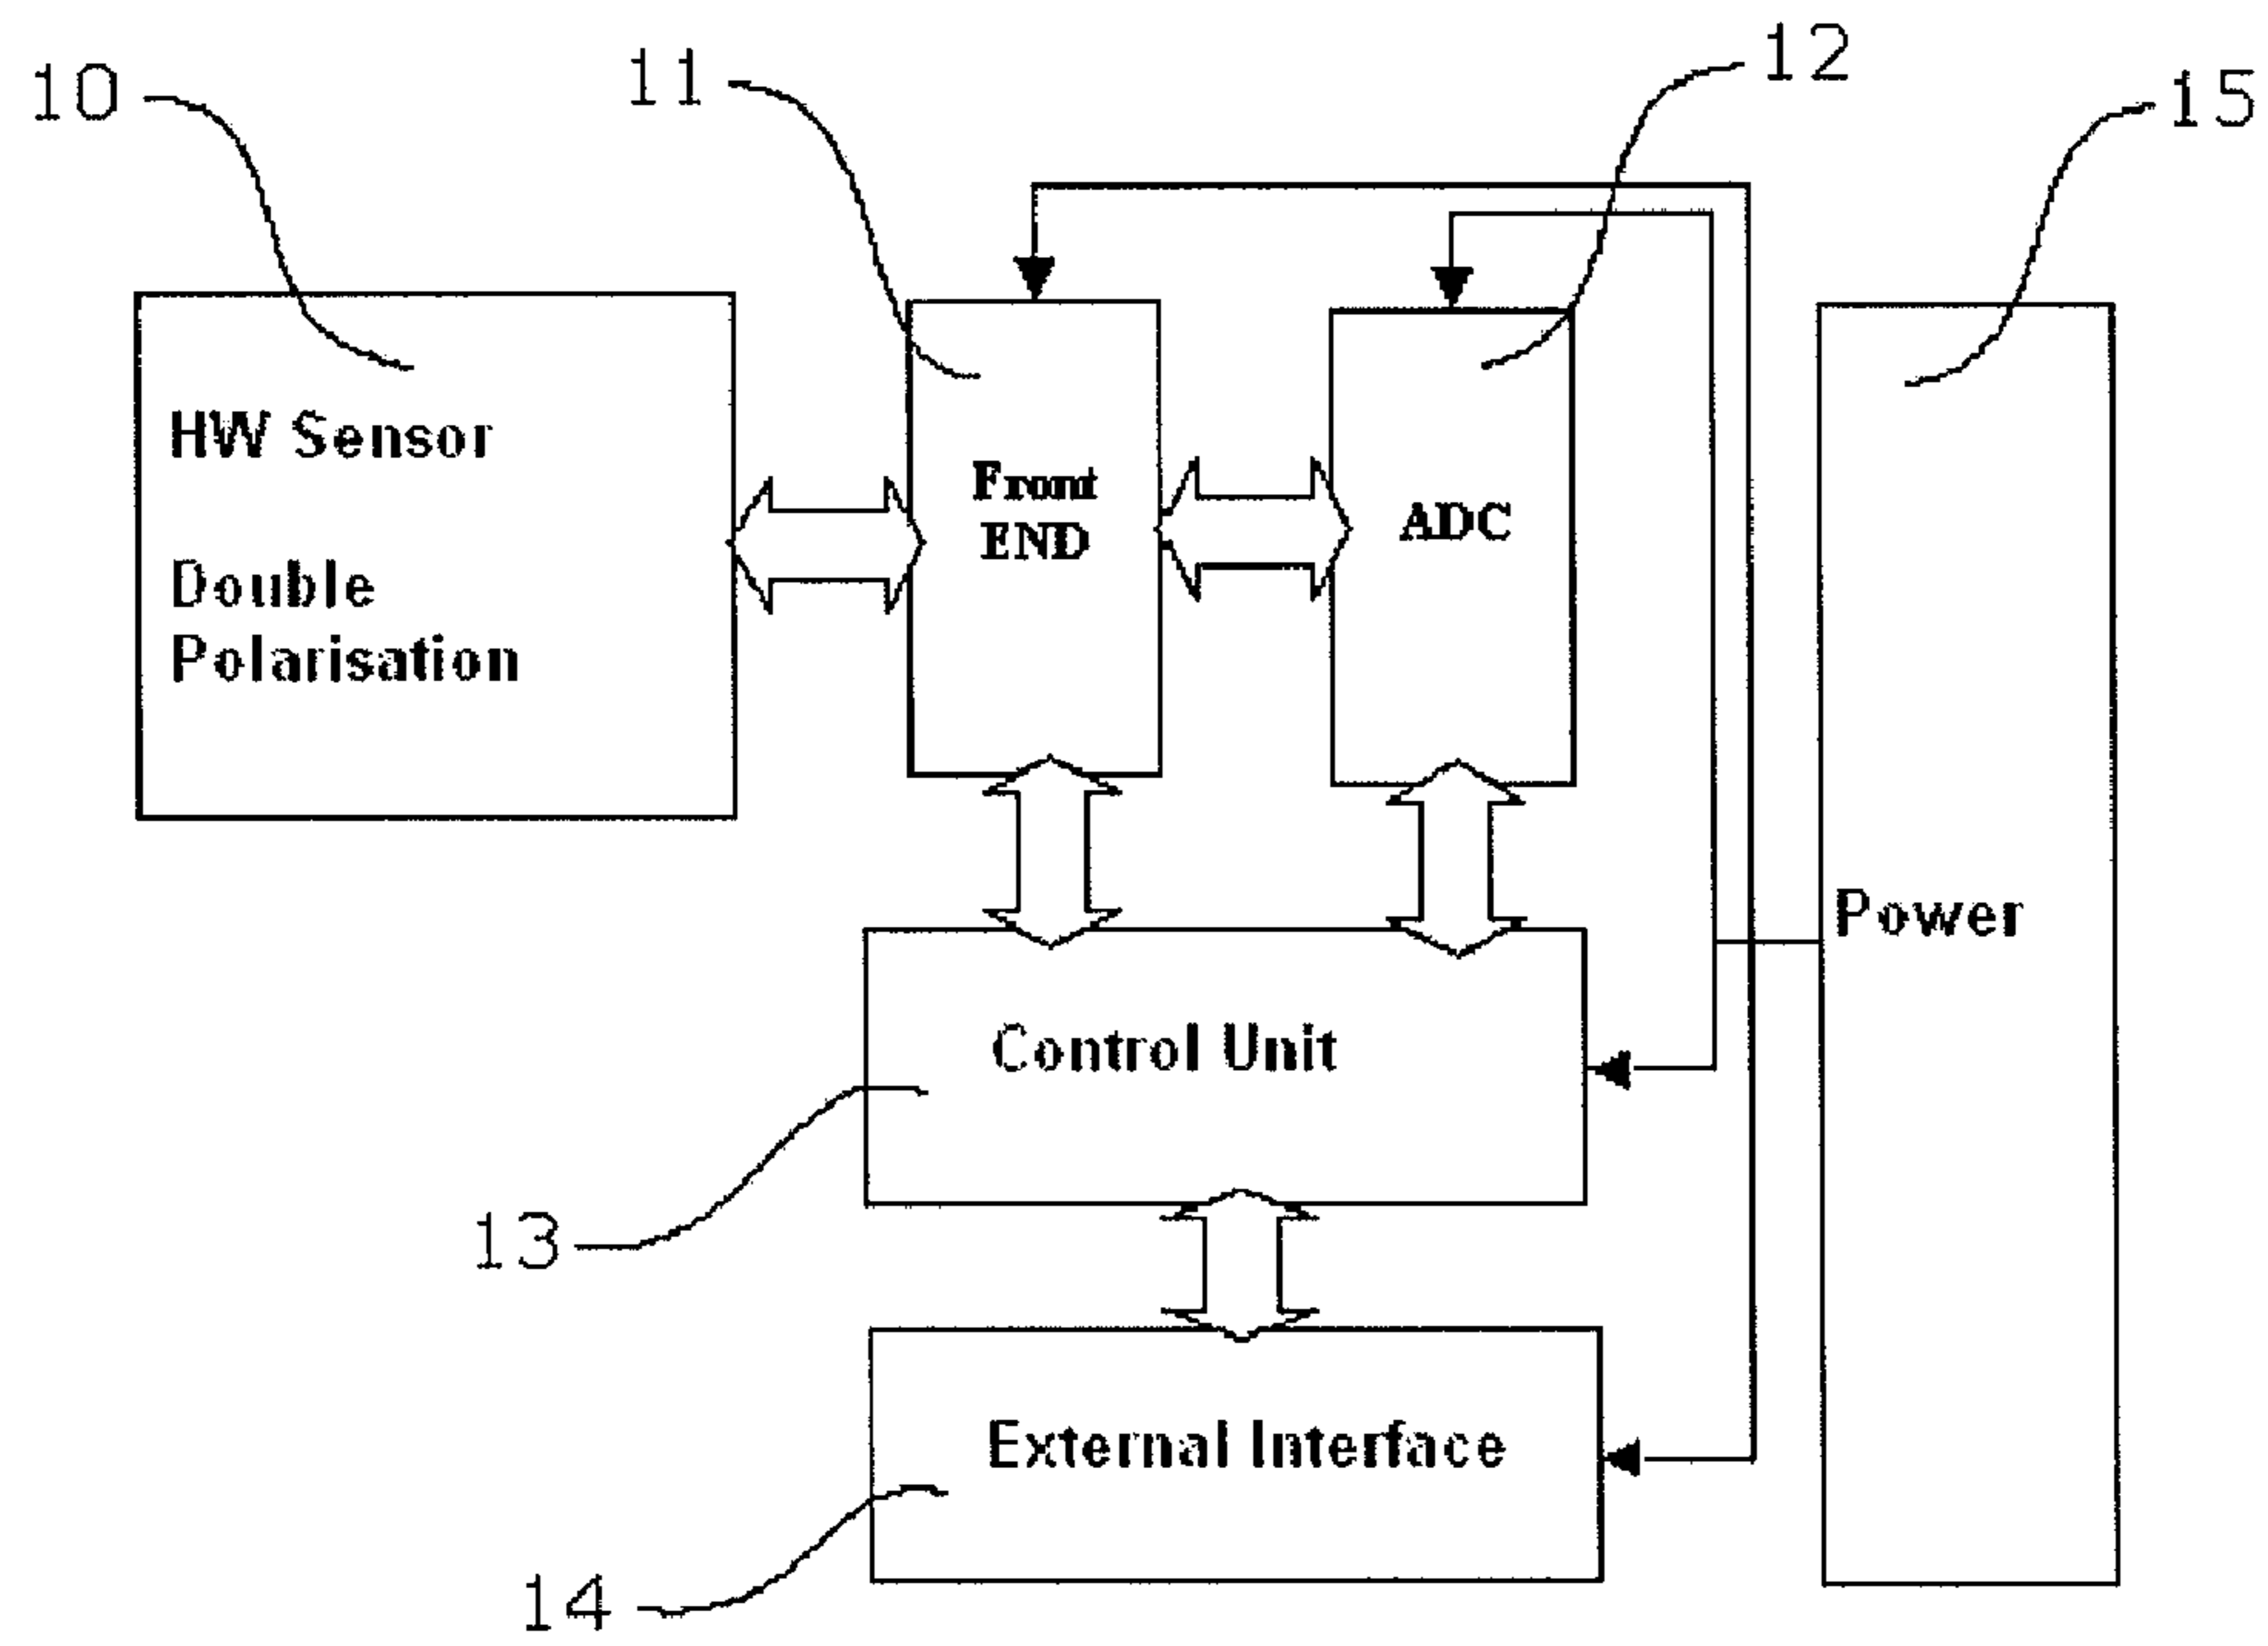 10
11
12
15
HW Sensor
Double
Polarisation
Front
END
ADC
Power
Control Unit
13
External Interface
14